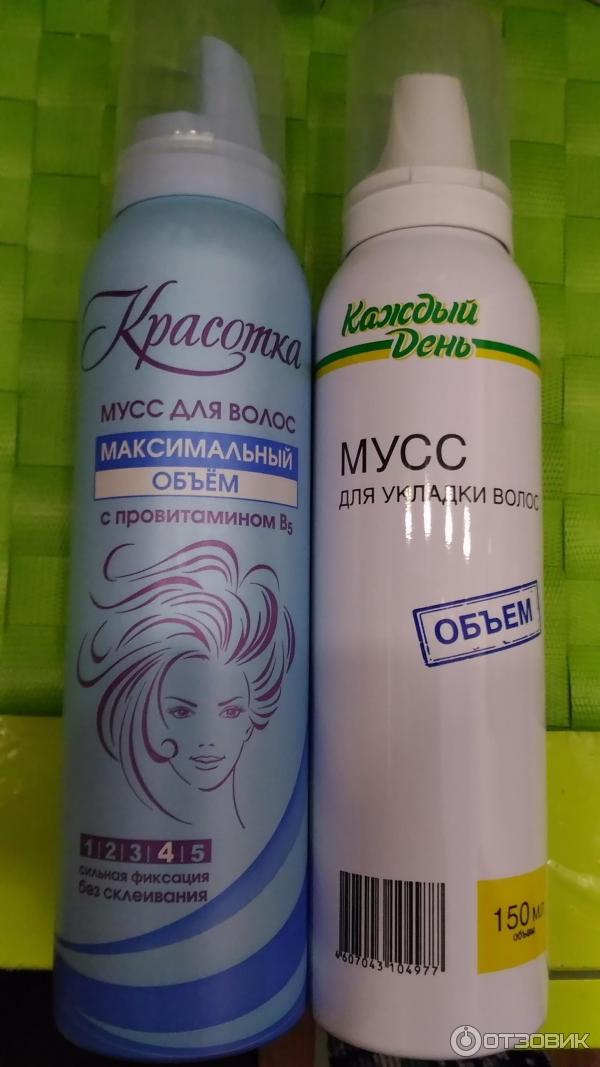 Красотка
МУСС ДЛЯ ВОЛОС
МАКСИМАЛЬНЫЙ
ОБЪЁМ
с провитамином В5
1|2|3|4|5
сильная фиксация
без склеивания
Каждый
День
МУСС
ДЛЯ УКЛАДКИ ВОЛОС
ОБЪЕМ
4607043104977
150 мл
объем
ОТЗОВИК